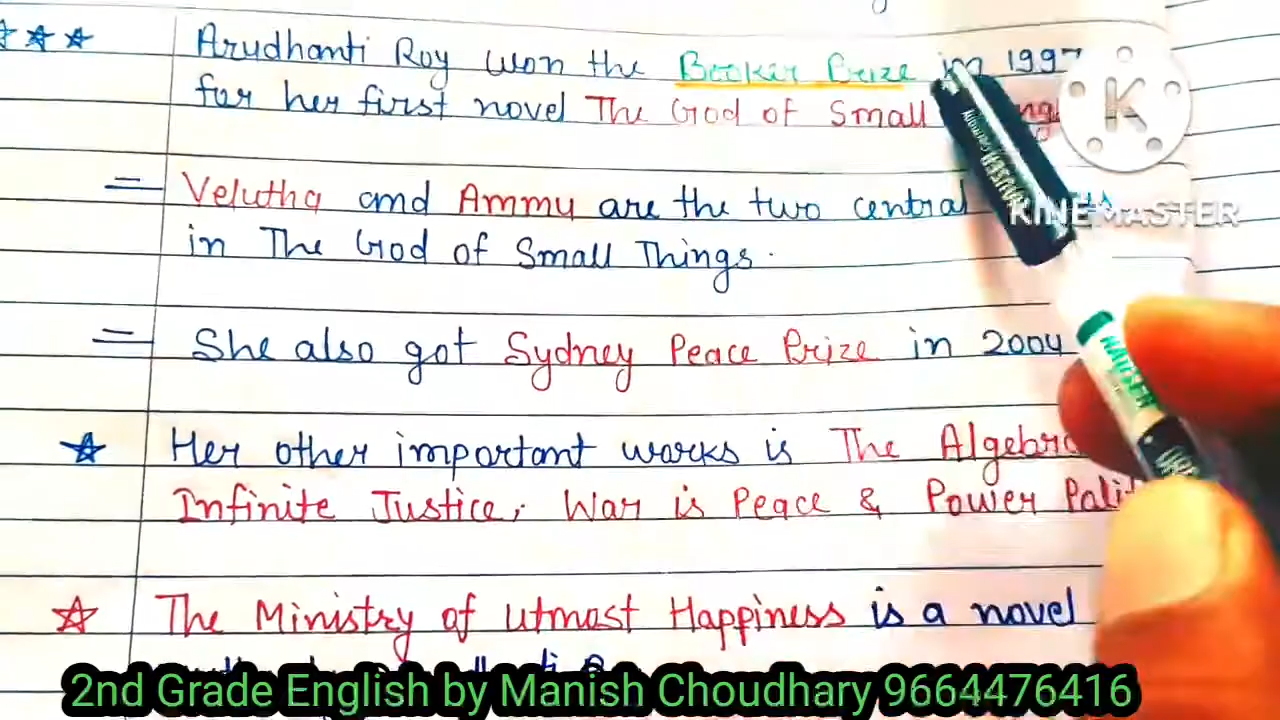 Arudhanti Roy won the Booker Prize in 1997
for her first novel The God of Small
= Velutha and Ammu are the two central
in The God of Small Things.
= She also got Sydney Peace Prize in 2004
Her other important works is The Algebra
Infinite Justice, War is Peace & Power
The Ministry of Utmost Happiness is a novel
K
KINEMASTER
2nd Grade English by Manish Choudhary 9664476416